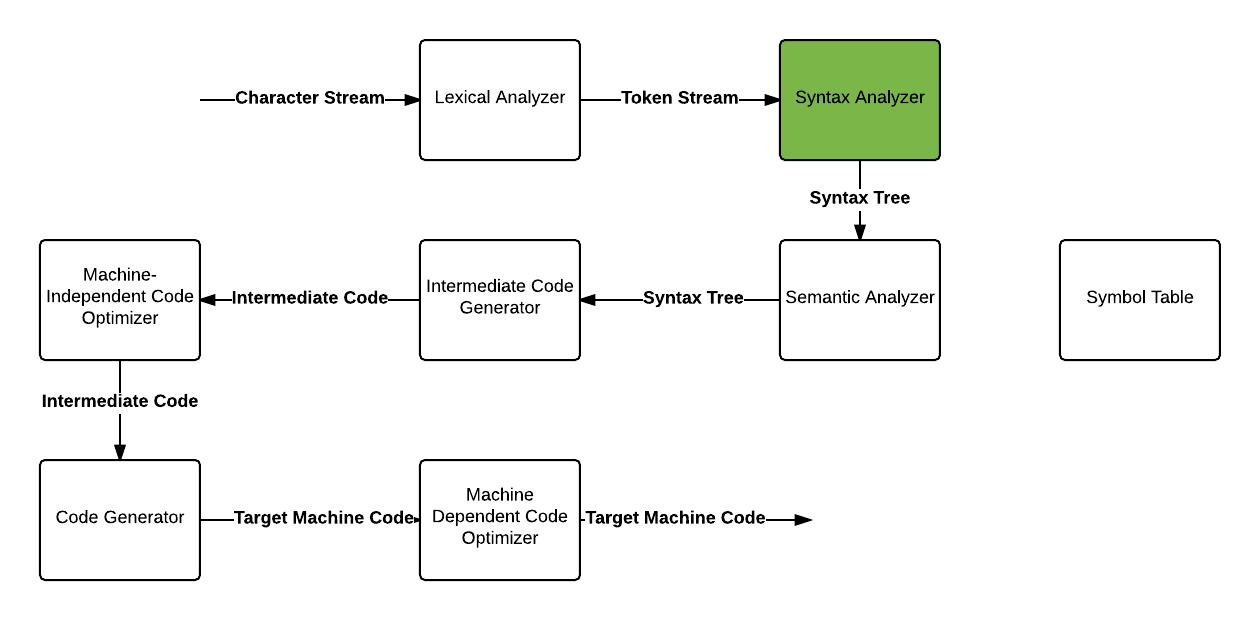 Character Stream
Lexical Analyzer
Token Stream
Syntax Analyzer
Syntax Tree
Machine-
Independent Code
Optimizer
Intermediate Code
Intermediate Code
Generator
Syntax Tree
Semantic Analyzer
Symbol Table
Intermediate Code
Code Generator
Target Machine Code
Machine
Dependent Code
Optimizer
Target Machine Code